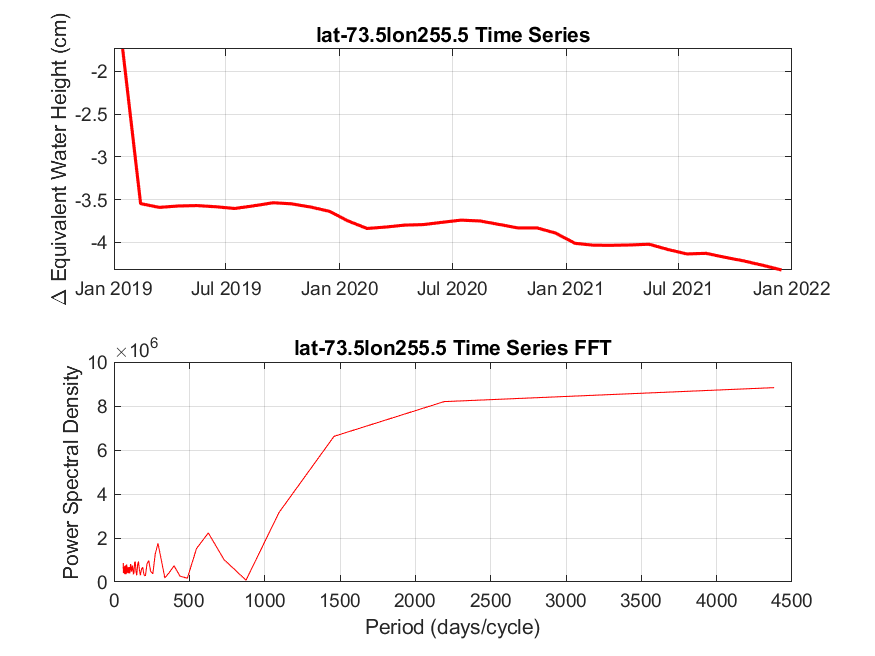 lat-73.5lon255.5 Time Series
Δ Equivalent Water Height (cm)
-2
-2.5
-3
-3.5
-4
Jan 2019 Jul 2019 Jan 2020 Jul 2020 Jan 2021 Jul 2021 Jan 2022
lat-73.5lon255.5 Time Series FFT
×10⁶
Power Spectral Density
10
8
6
4
2
0
0 500 1000 1500 2000 2500 3000 3500 4000 4500
Period (days/cycle)